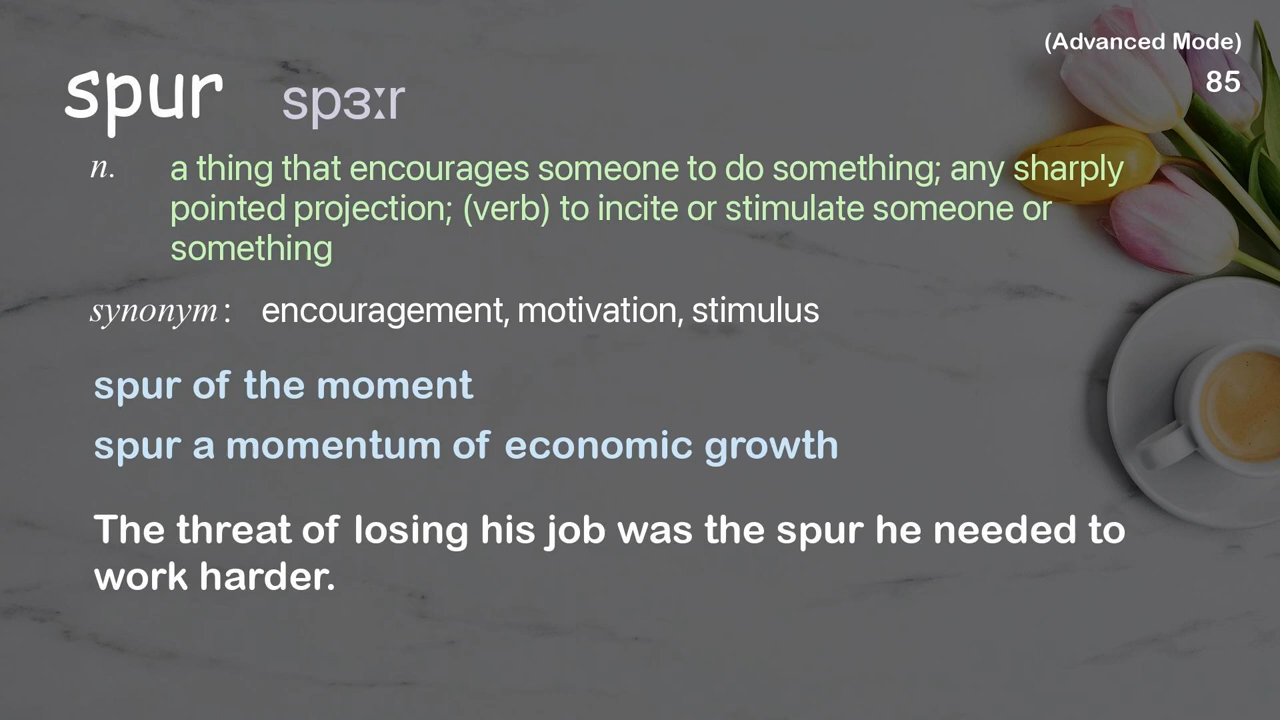 (Advanced Mode)
85
spur spɜːr
n. a thing that encourages someone to do something; any sharply
pointed projection; (verb) to incite or stimulate someone or
something
synonym: encouragement, motivation, stimulus
spur of the moment
spur a momentum of economic growth
The threat of losing his job was the spur he needed to
work harder.